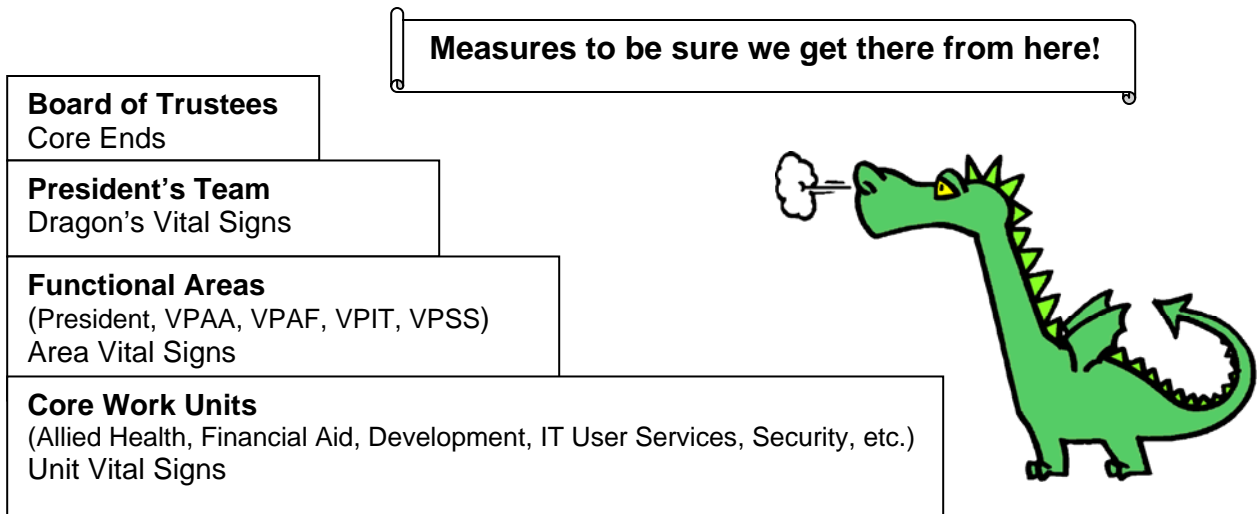 Measures to be sure we get there from here!
Board of Trustees
Core Ends
President's Team
Dragon's Vital Signs
Functional Areas
(President, VPAA, VPAF, VPIT, VPSS)
Area Vital Signs
Core Work Units
(Allied Health, Financial Aid, Development, IT User Services, Security, etc.)
Unit Vital Signs